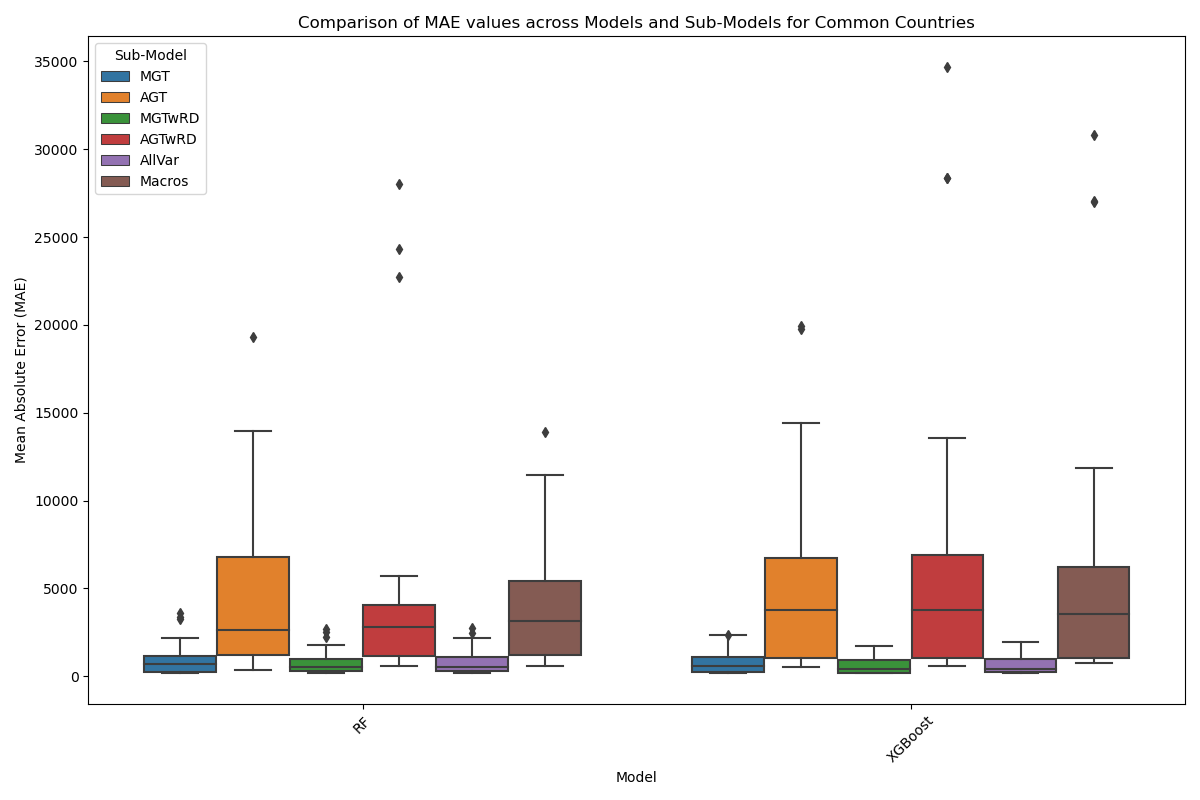 Comparison of MAE values across Models and Sub-Models for Common Countries
Sub-Model
MGT
AGT
MGTwRD
AGTwRD
AllVar
Macros
35000
30000
25000
20000
15000
10000
5000
0
Mean Absolute Error (MAE)
RF
XGBoost
Model